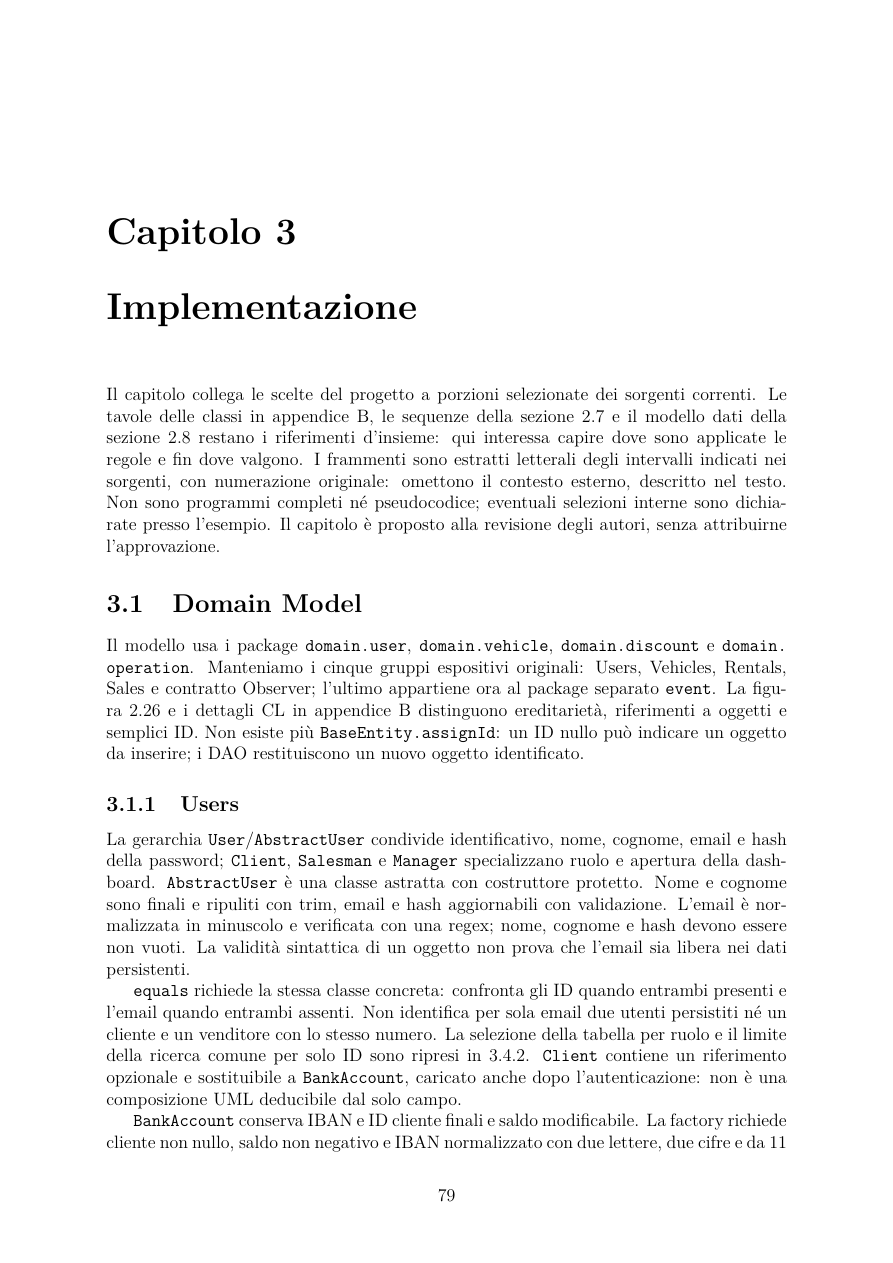 Capitolo 3
Implementazione
Il capitolo collega le scelte del progetto a porzioni selezionate dei sorgenti correnti. Le
tavole delle classi in appendice B, le sequenze della sezione 2.7 e il modello dati della
sezione 2.8 restano i riferimenti d'insieme: qui interessa capire dove sono applicate le
regole e fin dove valgono. I frammenti sono estratti letterali degli intervalli indicati nei
sorgenti, con numerazione originale: omettono il contesto esterno, descritto nel testo.
Non sono programmi completi né pseudocodice; eventuali selezioni interne sono dichia-
rate presso l'esempio. Il capitolo è proposto alla revisione degli autori, senza attribuirne
l'approvazione.
3.1 Domain Model
Il modello usa i package domain.user, domain.vehicle, domain.discount e domain.
operation. Manteniamo i cinque gruppi espositivi originali: Users, Vehicles, Rentals,
Sales e contratto Observer; l'ultimo appartiene ora al package separato event. La figu-
ra 2.26 e i dettagli CL in appendice B distinguono ereditarietà, riferimenti a oggetti e
semplici ID. Non esiste più BaseEntity.assignId: un ID nullo può indicare un oggetto
da inserire; i DAO restituiscono un nuovo oggetto identificato.
3.1.1 Users
La gerarchia User/AbstractUser condivide identificativo, nome, cognome, email e hash
della password; Client, Salesman e Manager specializzano ruolo e apertura della dash-
board. AbstractUser è una classe astratta con costruttore protetto. Nome e cognome
sono finali e ripuliti con trim, email e hash aggiornabili con validazione. L'email è nor-
malizzata in minuscolo e verificata con una regex; nome, cognome e hash devono essere
non vuoti. La validità sintattica di un oggetto non prova che l'email sia libera nei dati
persistenti.
equals richiede la stessa classe concreta: confronta gli ID quando entrambi presenti e
l'email quando entrambi assenti. Non identifica per sola email due utenti persistiti né un
cliente e un venditore con lo stesso numero. La selezione della tabella per ruolo e il limite
della ricerca comune per solo ID sono ripresi in 3.4.2. Client contiene un riferimento
opzionale e sostituibile a BankAccount, caricato anche dopo l'autenticazione: non è una
composizione UML deducibile dal solo campo.
BankAccount conserva IBAN e ID cliente finali e saldo modificabile. La factory richiede
cliente non nullo, saldo non negativo e IBAN normalizzato con due lettere, due cifre e da 11
79